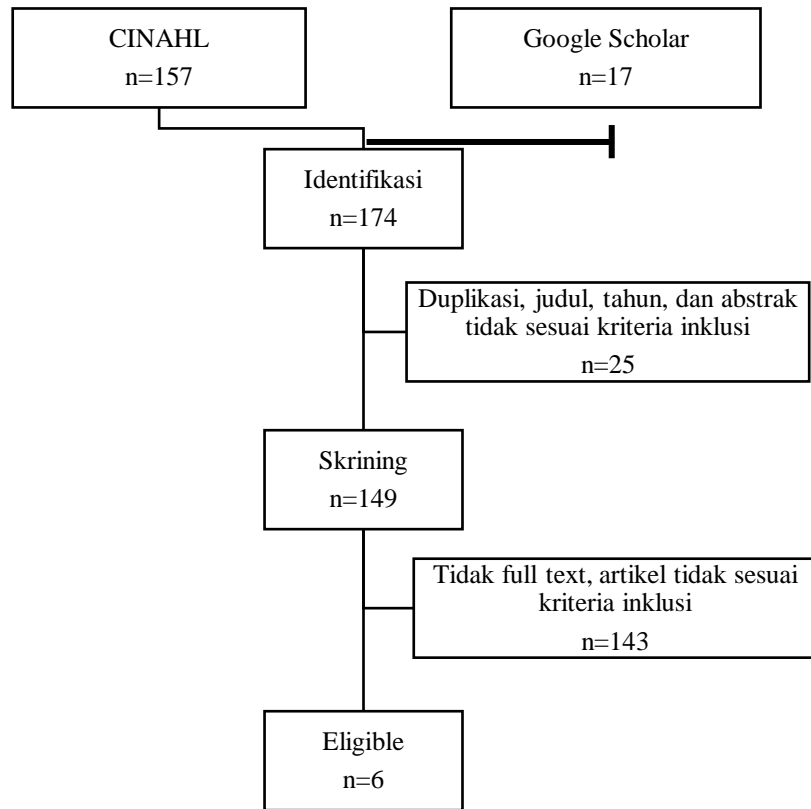 CINAHL
n=157
Google Scholar
n=17
Identifikasi
n=174
Duplikasi, judul, tahun, dan abstrak
tidak sesuai kriteria inklusi
n=25
Skrining
n=149
Tidak full text, artikel tidak sesuai
kriteria inklusi
n=143
Eligible
n=6